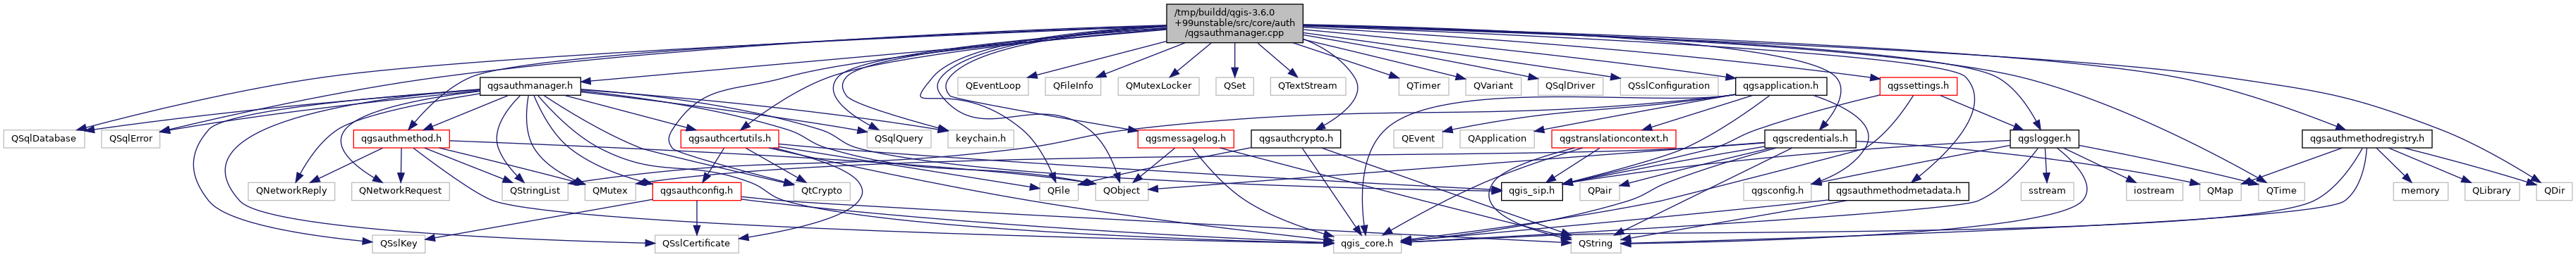 /tmp/buildd/qgis-3.6.0
+99unstable/src/core/auth
/qgsauthmanager.cpp
qgsauthmanager.h
QEventLoop
QFileInfo
QMutexLocker
QSet
QTextStream
QTimer
QVariant
QSqlDriver
QSslConfiguration
qgsapplication.h
qgssettings.h
QSqlDatabase
QSqlError
qgsauthmethod.h
qgsauthcertutils.h
QSqlQuery
keychain.h
qgsmessagelog.h
qgsauthcrypto.h
QEvent
QApplication
qgstranslationcontext.h
qgscredentials.h
qgslogger.h
qgsauthmethodregistry.h
QNetworkReply
QNetworkRequest
QStringList
QMutex
qgsauthconfig.h
QtCrypto
QFile
QObject
qgis_sip.h
QPair
qgsconfig.h
qgsauthmethodmetadata.h
sstream
iostream
QMap
QTime
memory
QLibrary
QDir
QSslKey
QSslCertificate
qgis_core.h
QString